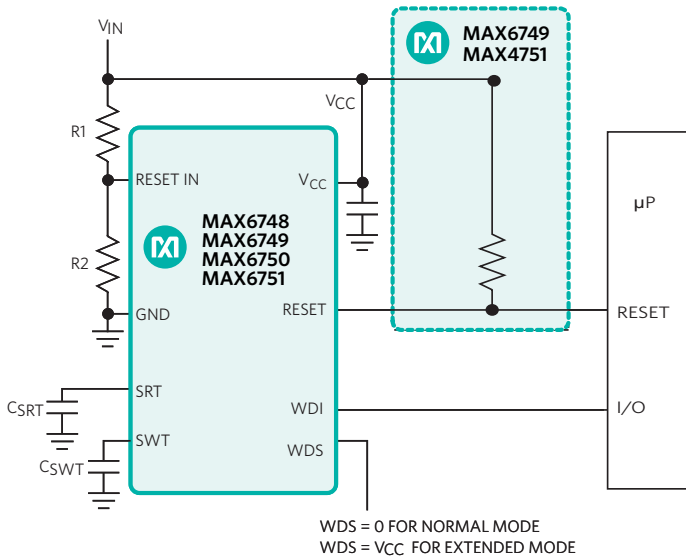 VIN
MAX6749
MAX4751
VCC
R1
RESET IN
VCC
µP
MAX6748
MAX6749
MAX6750
MAX6751
R2
GND
RESET
RESET
SRT
CSRT
WDI
I/O
SWT
WDS
CSWT
WDS = 0 FOR NORMAL MODE
WDS = VCC FOR EXTENDED MODE